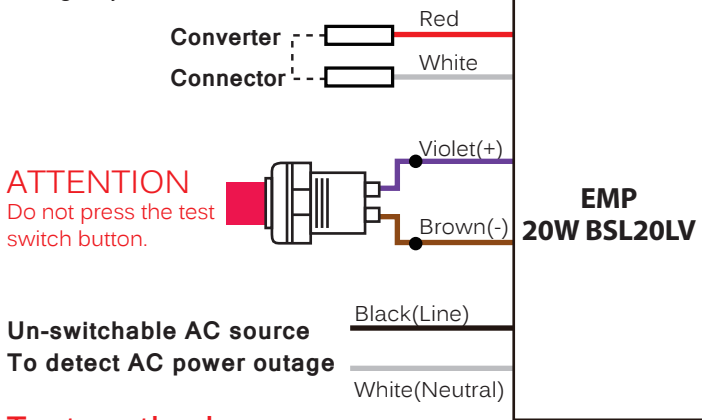 Red
Converter
White
Connector
Violet(+)
ATTENTION
Do not press the test
switch button.
Brown(-)
EMP
20W BSL20LV
Black(Line)
Un-switchable AC source
To detect AC power outage
White(Neutral)